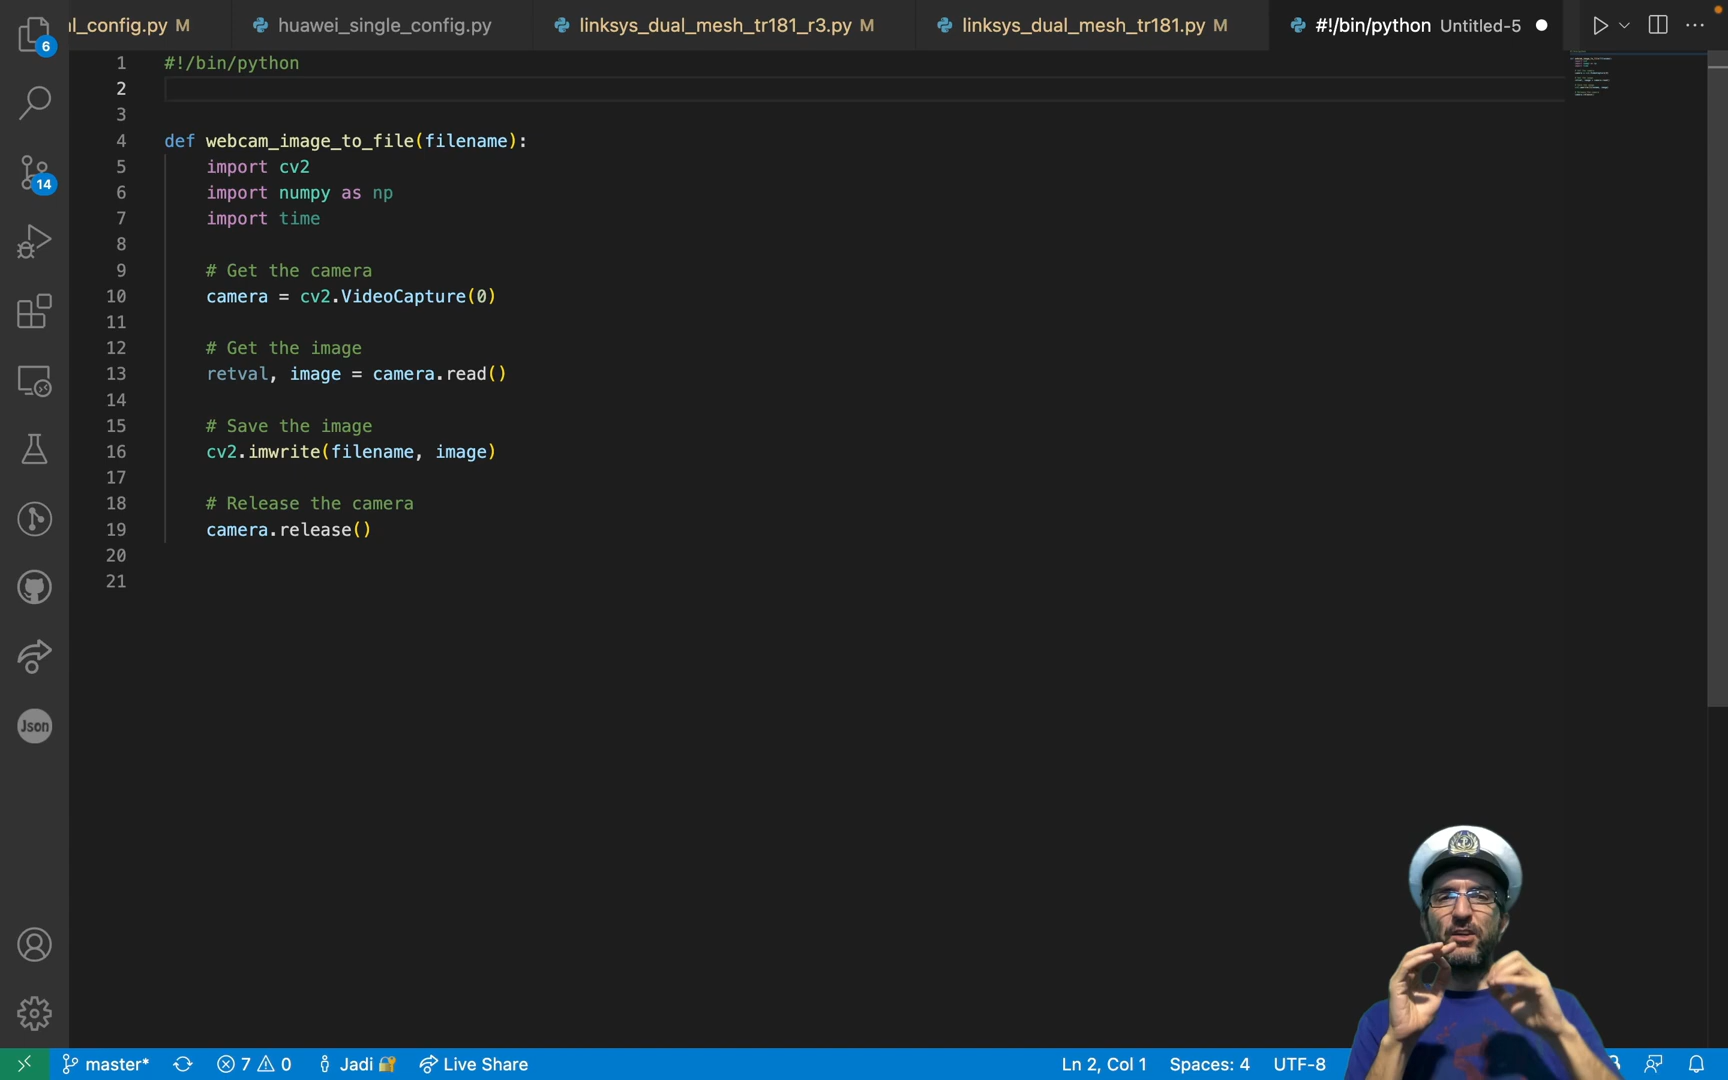 l_config.py M huawei_single_config.py linksys_dual_mesh_tr181_r3.py M linksys_dual_mesh_tr181.py M #!/bin/python Untitled-5
6
14
Json
1 #!/bin/python
2
3
4 def webcam_image_to_file(filename):
5 import cv2
6 import numpy as np
7 import time
8
9 # Get the camera
10 camera = cv2.VideoCapture(0)
11
12 # Get the image
13 retval, image = camera.read()
14
15 # Save the image
16 cv2.imwrite(filename, image)
17
18 # Release the camera
19 camera.release()
20
21
master* 7 0 Jadi Live Share Ln 2, Col 1 Spaces: 4 UTF-8